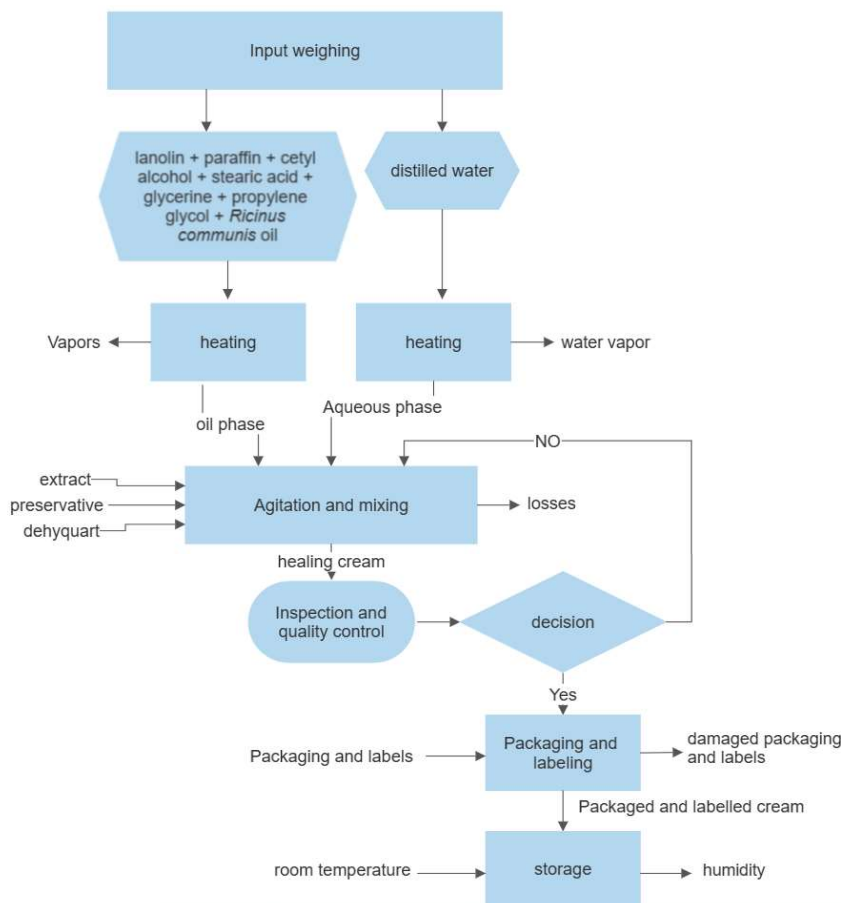 Input weighing
lanolin + paraffin + cetyl
alcohol + stearic acid +
glycerine + propylene
glycol + Ricinus
communis oil
distilled water
Vapors
heating
heating
water vapor
oil phase
Aqueous phase
NO
extract
preservative
dehyquart
Agitation and mixing
losses
healing cream
Inspection and
quality control
decision
Yes
Packaging and labels
Packaging and
labeling
damaged packaging
and labels
Packaged and labelled cream
room temperature
storage
humidity